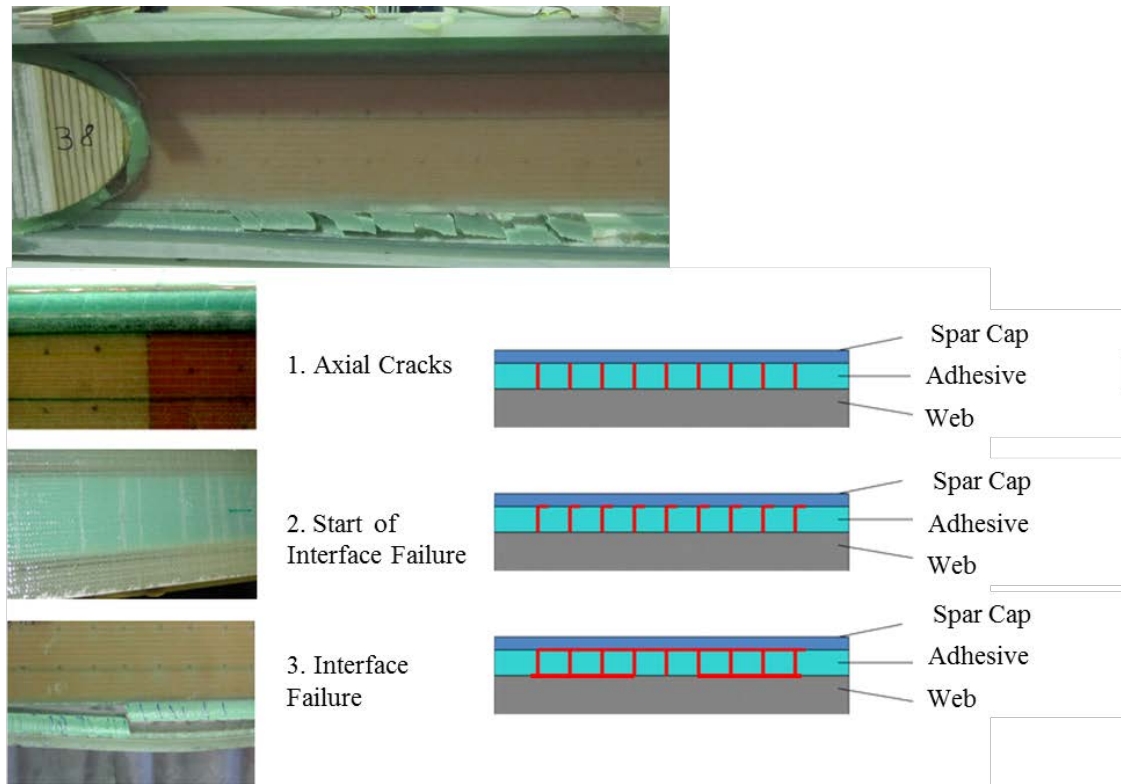 38
1. Axial Cracks
Spar Cap
Adhesive
Web
2. Start of
Interface Failure
Spar Cap
Adhesive
Web
3. Interface
Failure
Spar Cap
Adhesive
Web